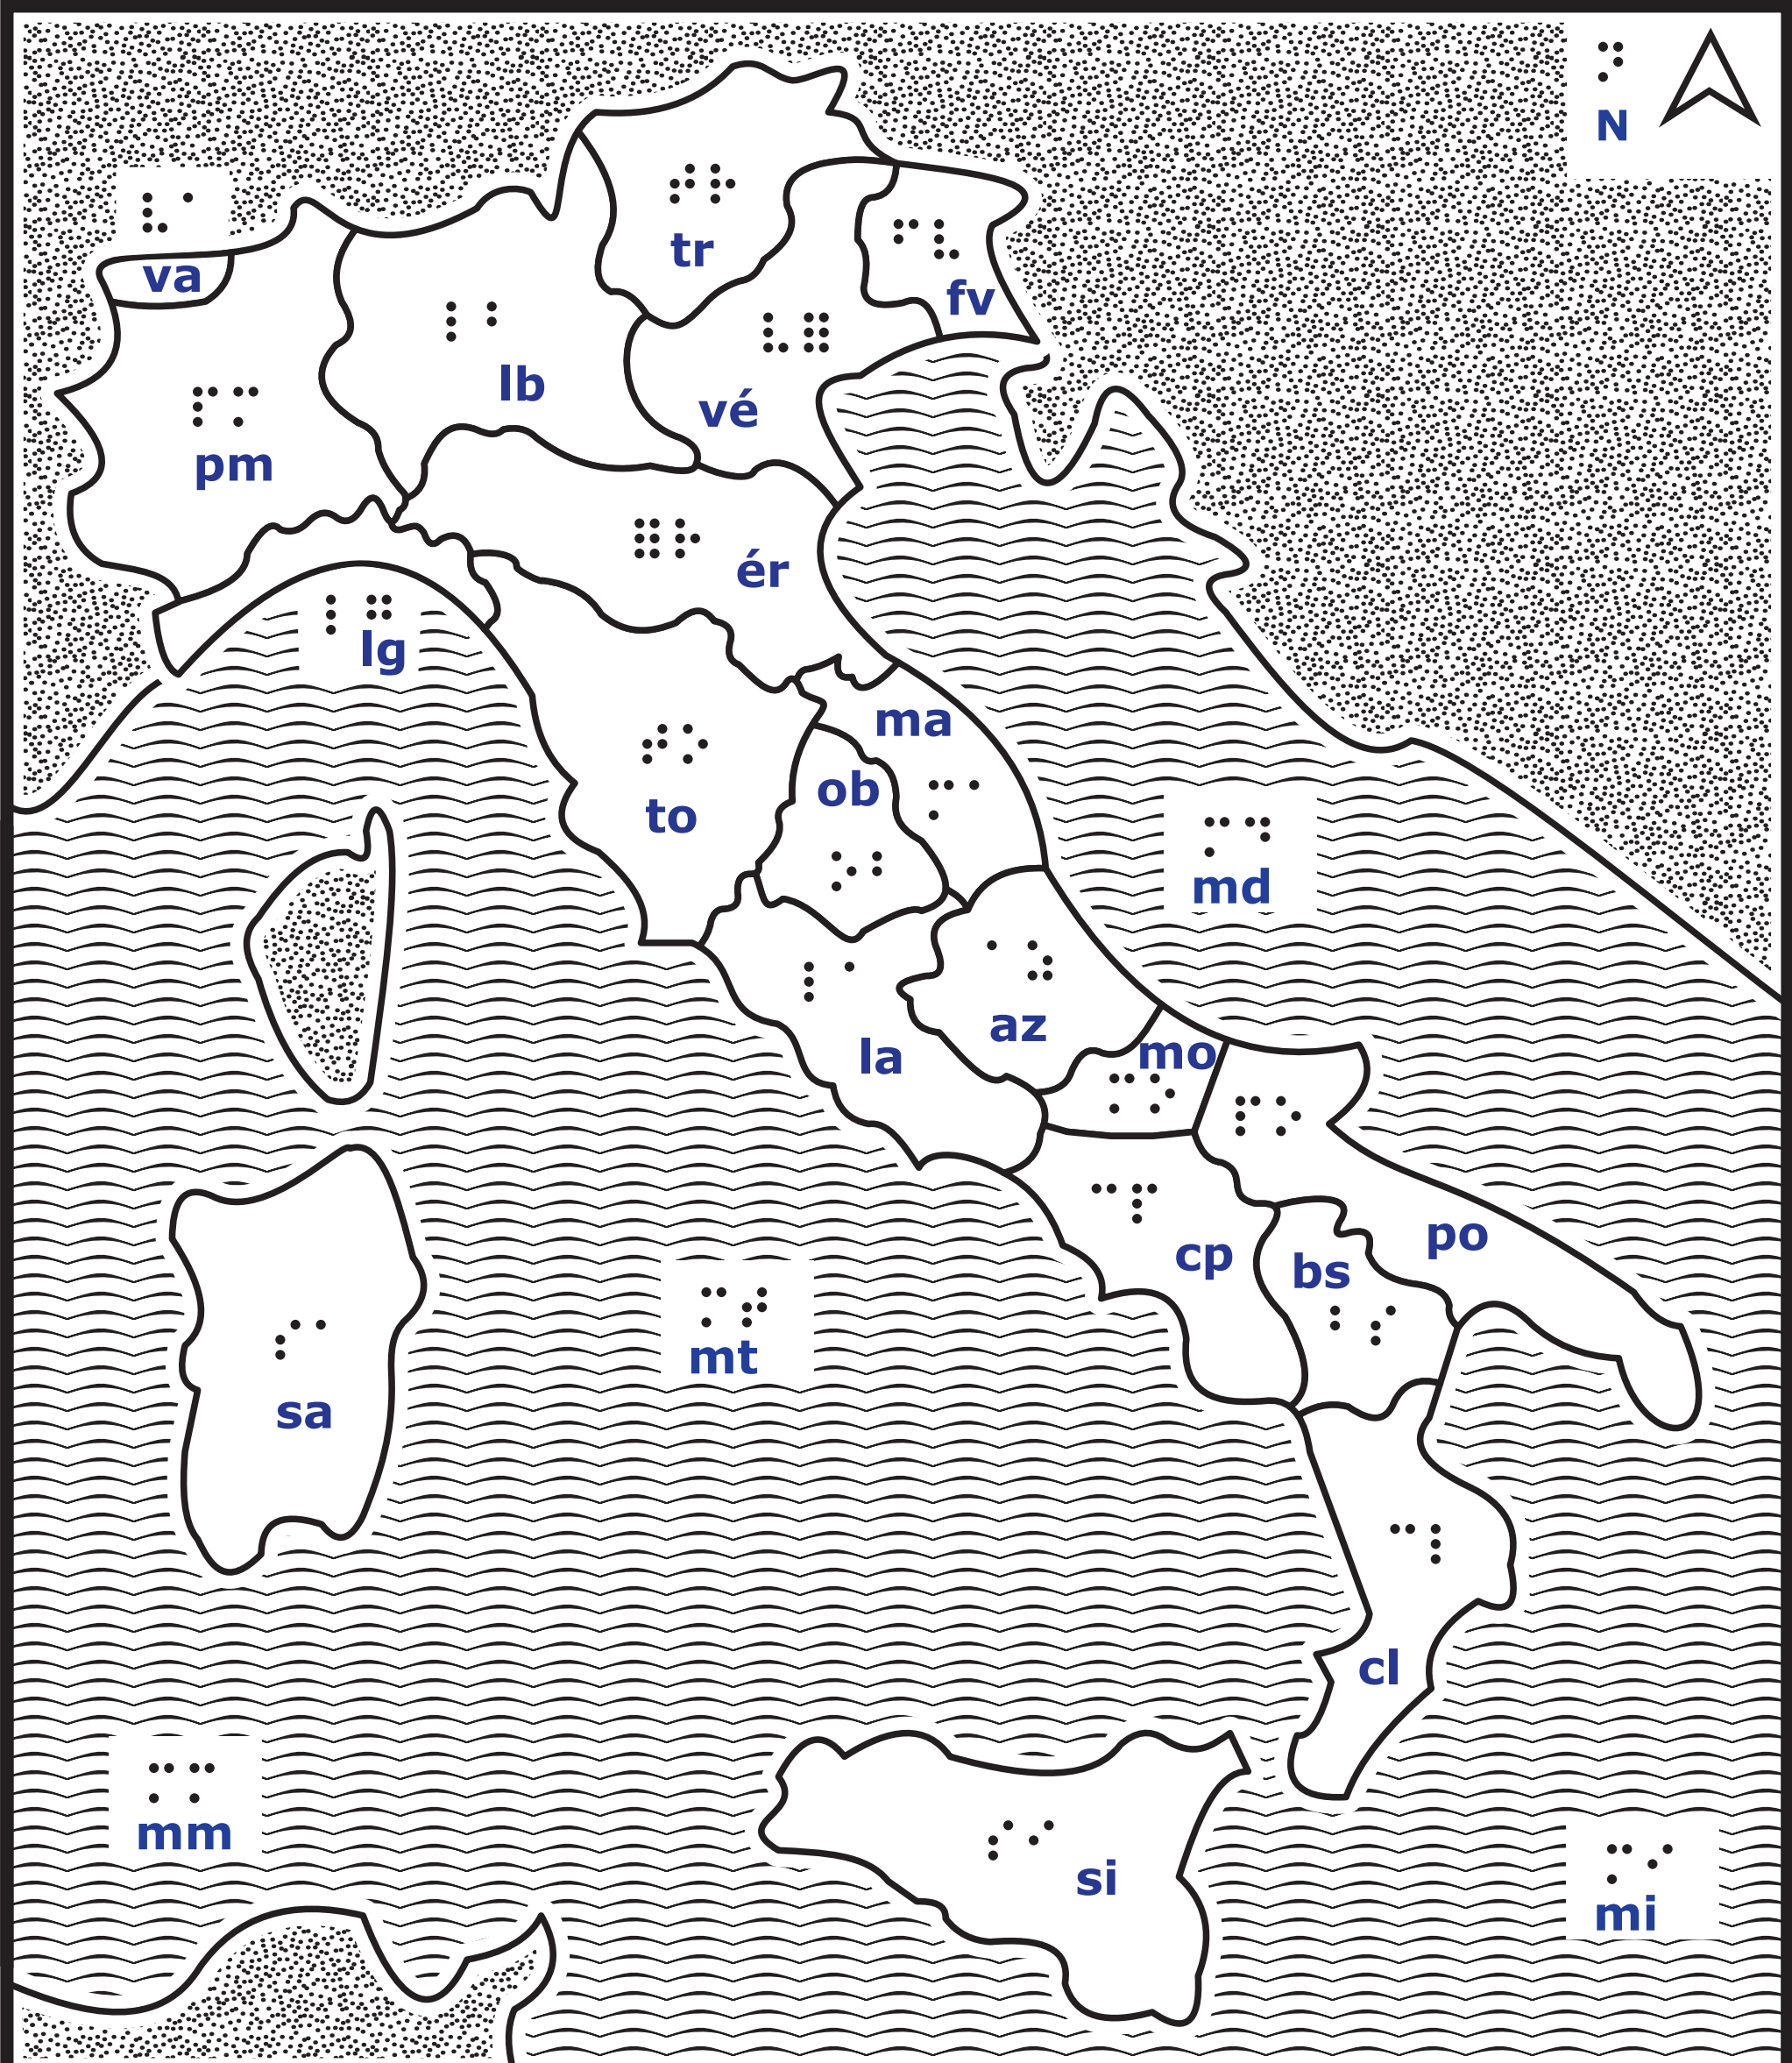 ⠝
N
⠧⠁
va
⠞⠗
tr
⠋⠧
fv
⠇⠃
lb
⠧⠿
vé
⠏⠍
pm
⠿⠗
ér
⠇⠛
lg
ma
⠍⠁
⠞⠕
to
ob
⠕⠃
⠍⠙
md
⠁⠵
az
⠇⠁
la
mo
⠍⠕
⠏⠕
po
⠉⠏
cp
bs
⠃⠎
⠍⠞
mt
⠎⠁
sa
⠉⠇
cl
⠍⠍
mm
⠎⠊
si
⠍⠊
mi